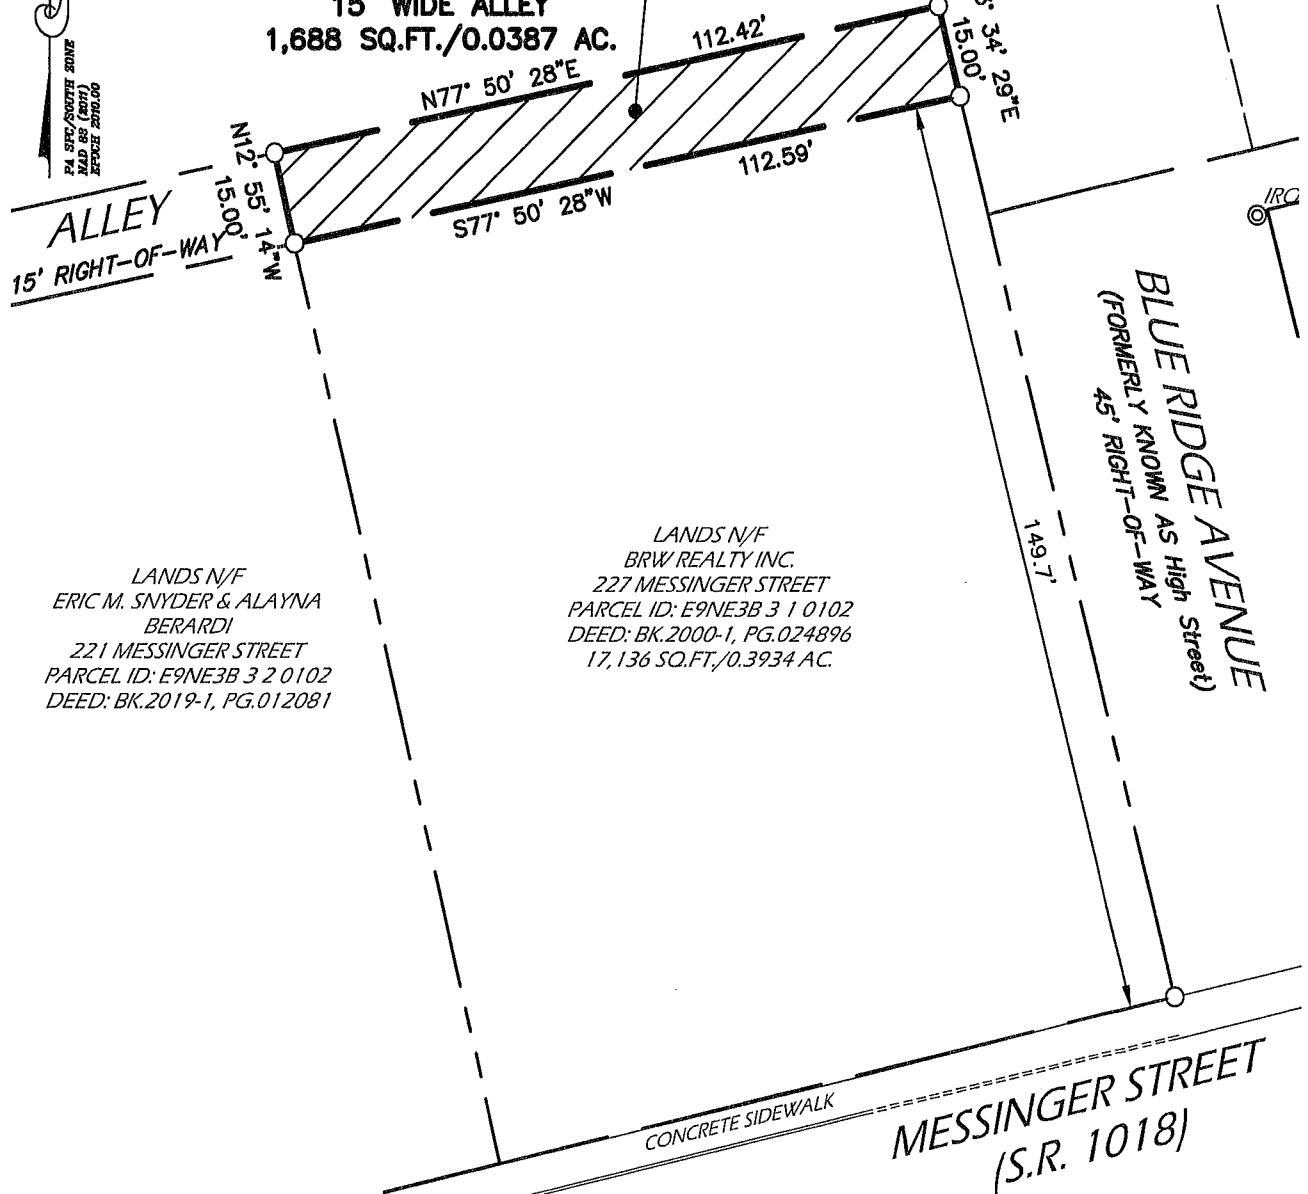 15' WIDE ALLEY
1,688 SQ.FT./0.0387 AC.
PA SPC/SOUTH ZONE
NAD 83 (2011)
EPOCH 2010.00
N77° 50' 28"E
112.42'
34' 29"E
15.00'
N12° 55' 14"W
15.00'
S77° 50' 28"W
112.59'
ALLEY
15' RIGHT-OF-WAY
BLUE RIDGE AVENUE
(FORMERLY KNOWN AS High Street)
45' RIGHT-OF-WAY
149.7'
LANDS N/F
ERIC M. SNYDER & ALAYNA
BERARDI
221 MESSINGER STREET
PARCEL ID: E9NE3B 3 2 0102
DEED: BK.2019-1, PG.012081
LANDS N/F
BRW REALTY INC.
227 MESSINGER STREET
PARCEL ID: E9NE3B 3 1 0102
DEED: BK.2000-1, PG.024896
17,136 SQ.FT./0.3934 AC.
CONCRETE SIDEWALK
MESSINGER STREET
(S.R. 1018)